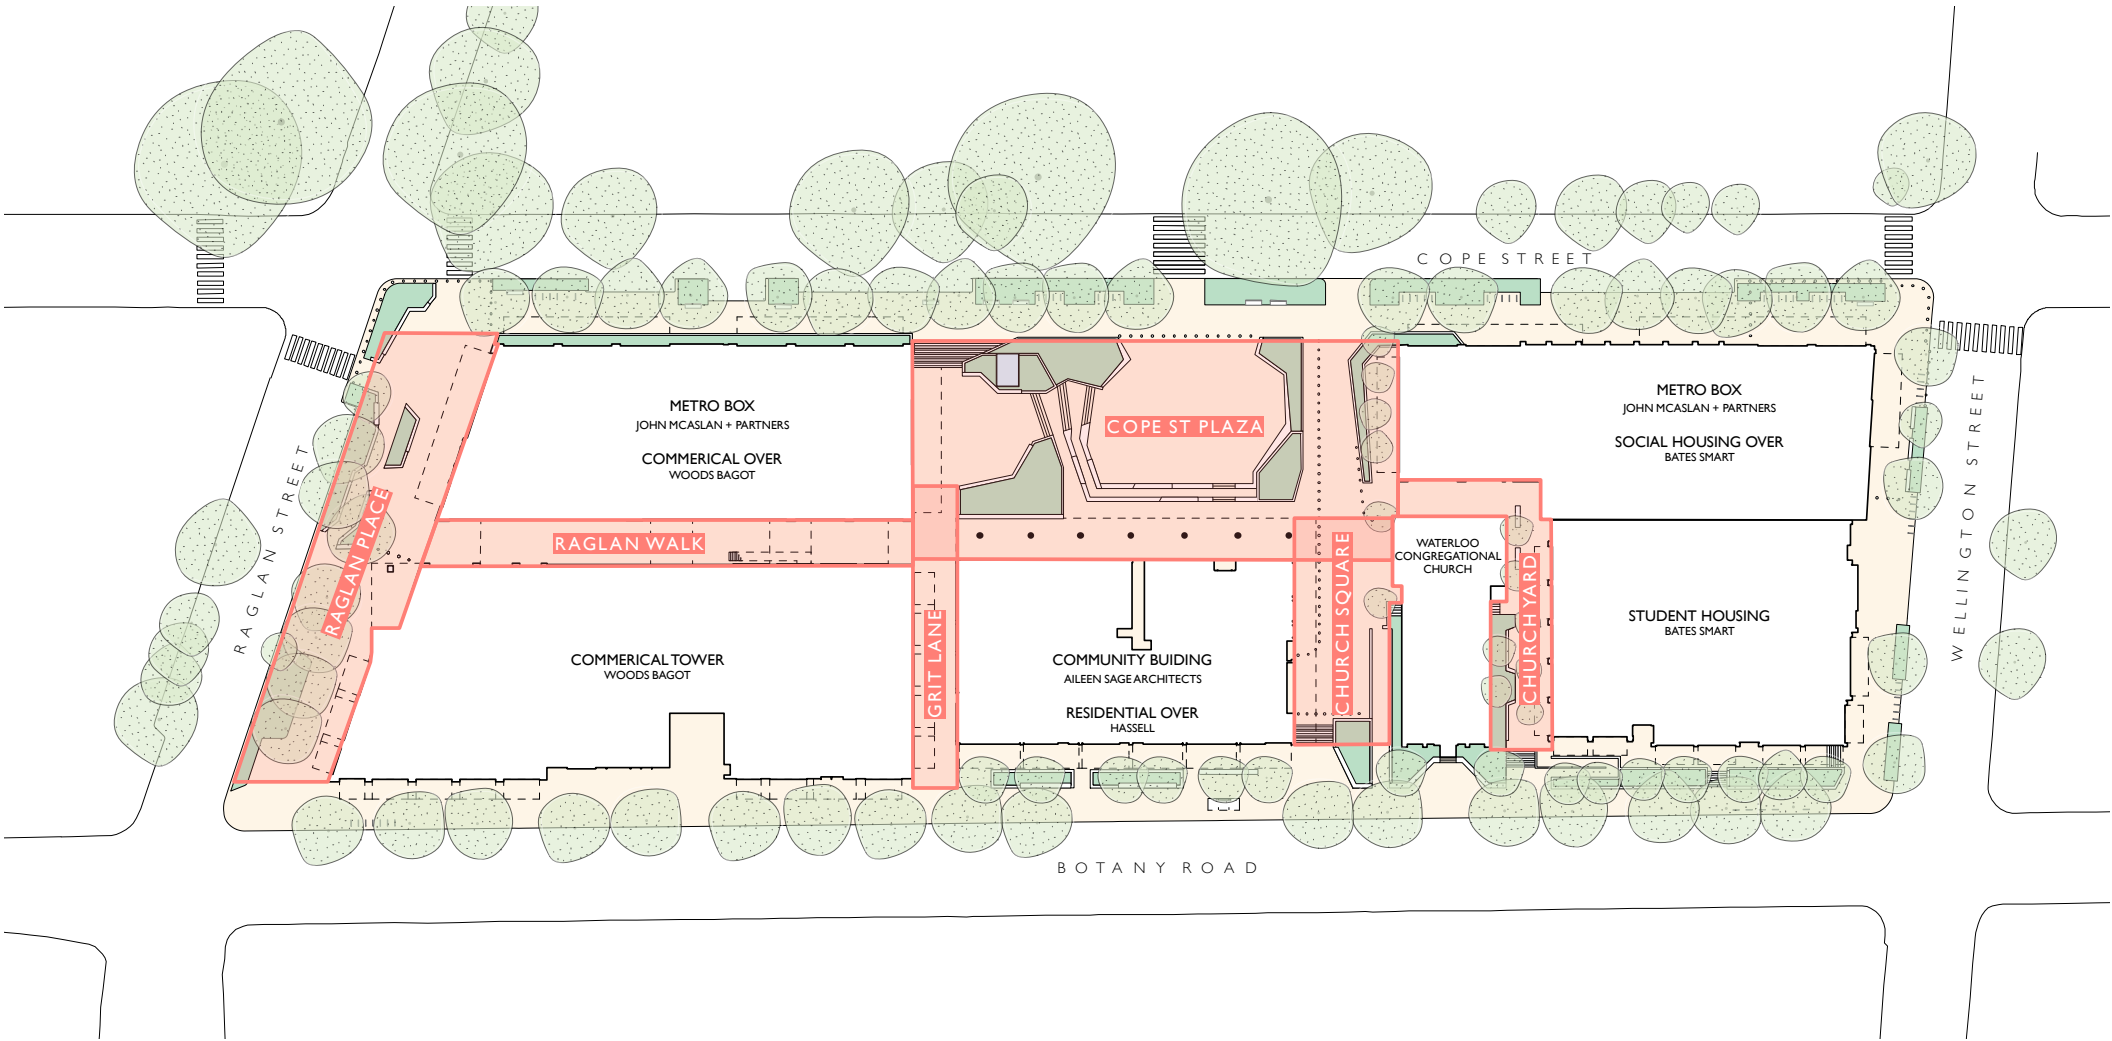 COPE STREET
METRO BOX
JOHN MCASLAN + PARTNERS
COMMERICAL OVER
WOODS BAGOT
COPE ST PLAZA
METRO BOX
JOHN MCASLAN + PARTNERS
SOCIAL HOUSING OVER
BATES SMART
RAGLAN STREET
RAGLAN PLACE
RAGLAN WALK
WATERLOO
CONGREGATIONAL
CHURCH
WELLINGTON STREET
COMMERICAL TOWER
WOODS BAGOT
GRIT LANE
COMMUNITY BUIDING
AILEEN SAGE ARCHITECTS
RESIDENTIAL OVER
HASSELL
CHURCH SQUARE
CHURCH YARD
STUDENT HOUSING
BATES SMART
BOTANY ROAD